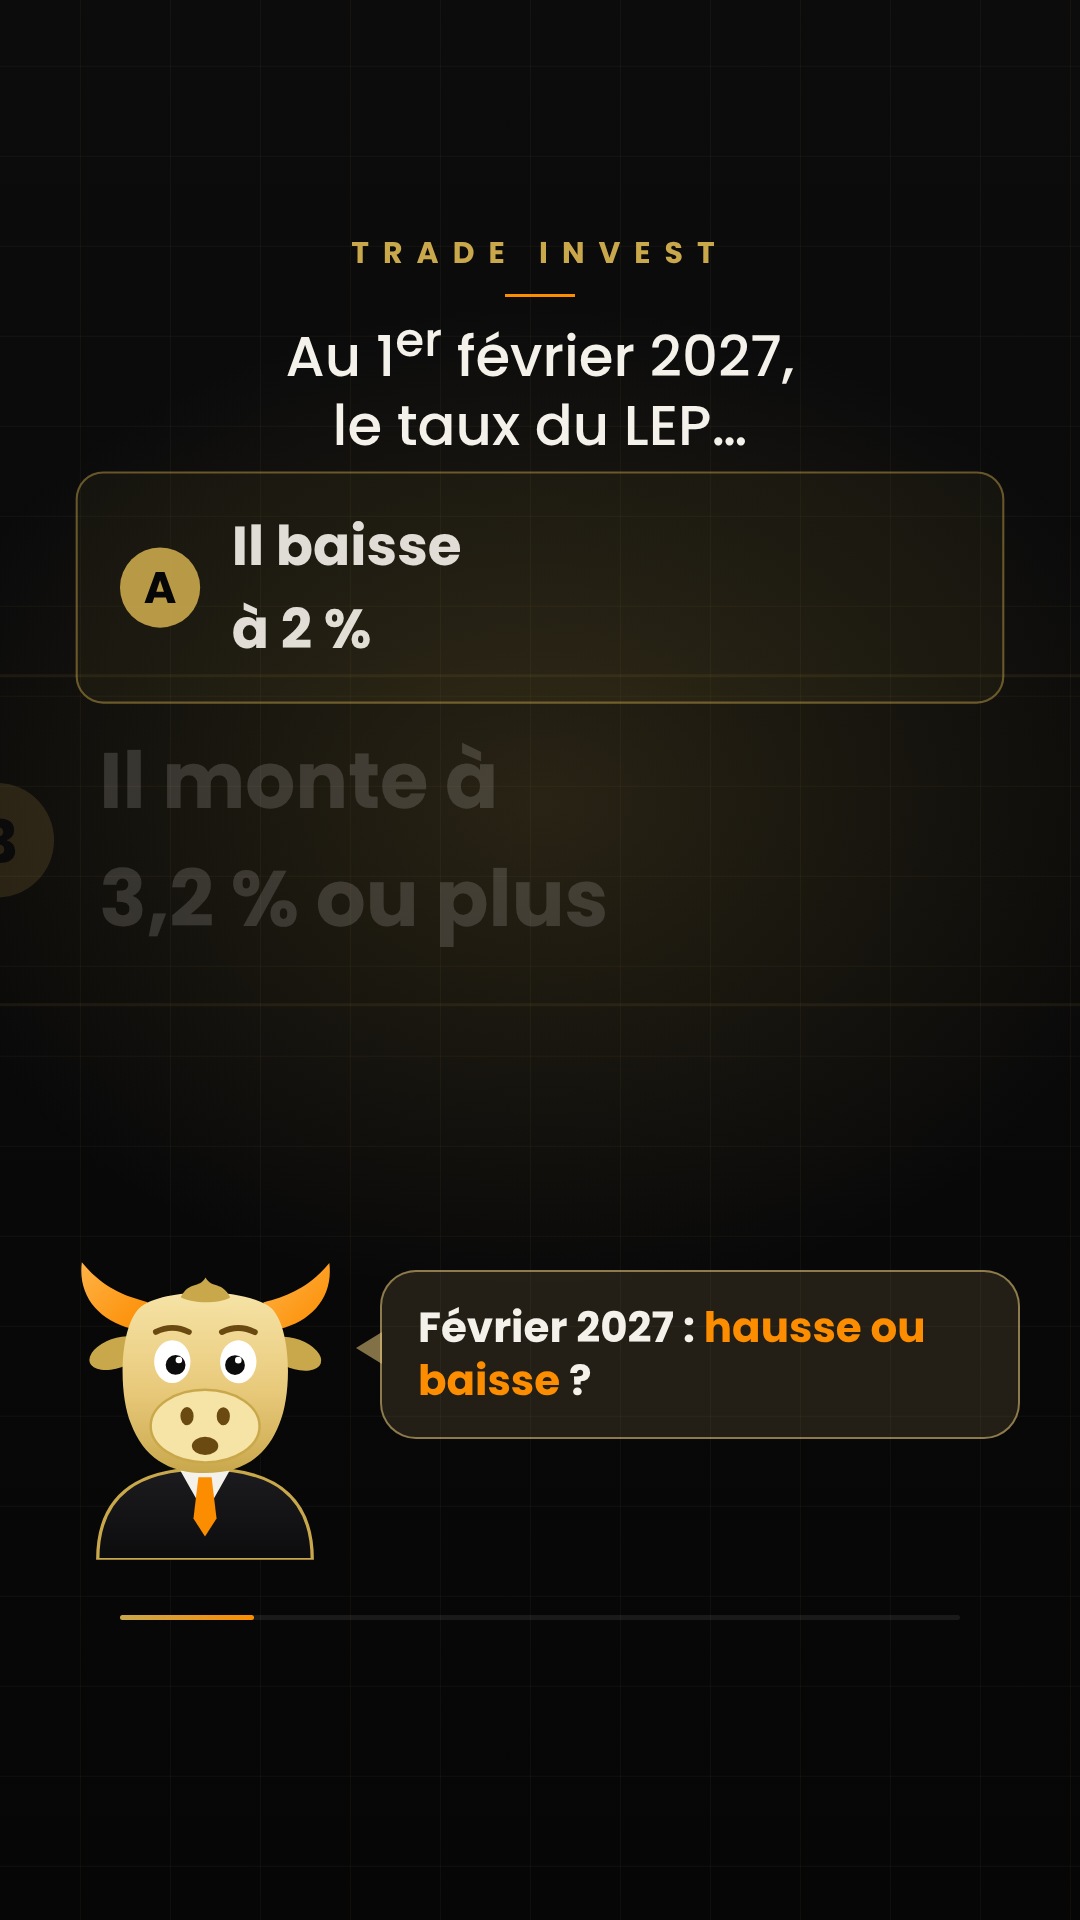 TRADE INVEST
Au 1er février 2027,
le taux du LEP...
A
Il baisse
à 2 %
B
Il monte à
3,2 % ou plus
Février 2027 : hausse ou
baisse ?